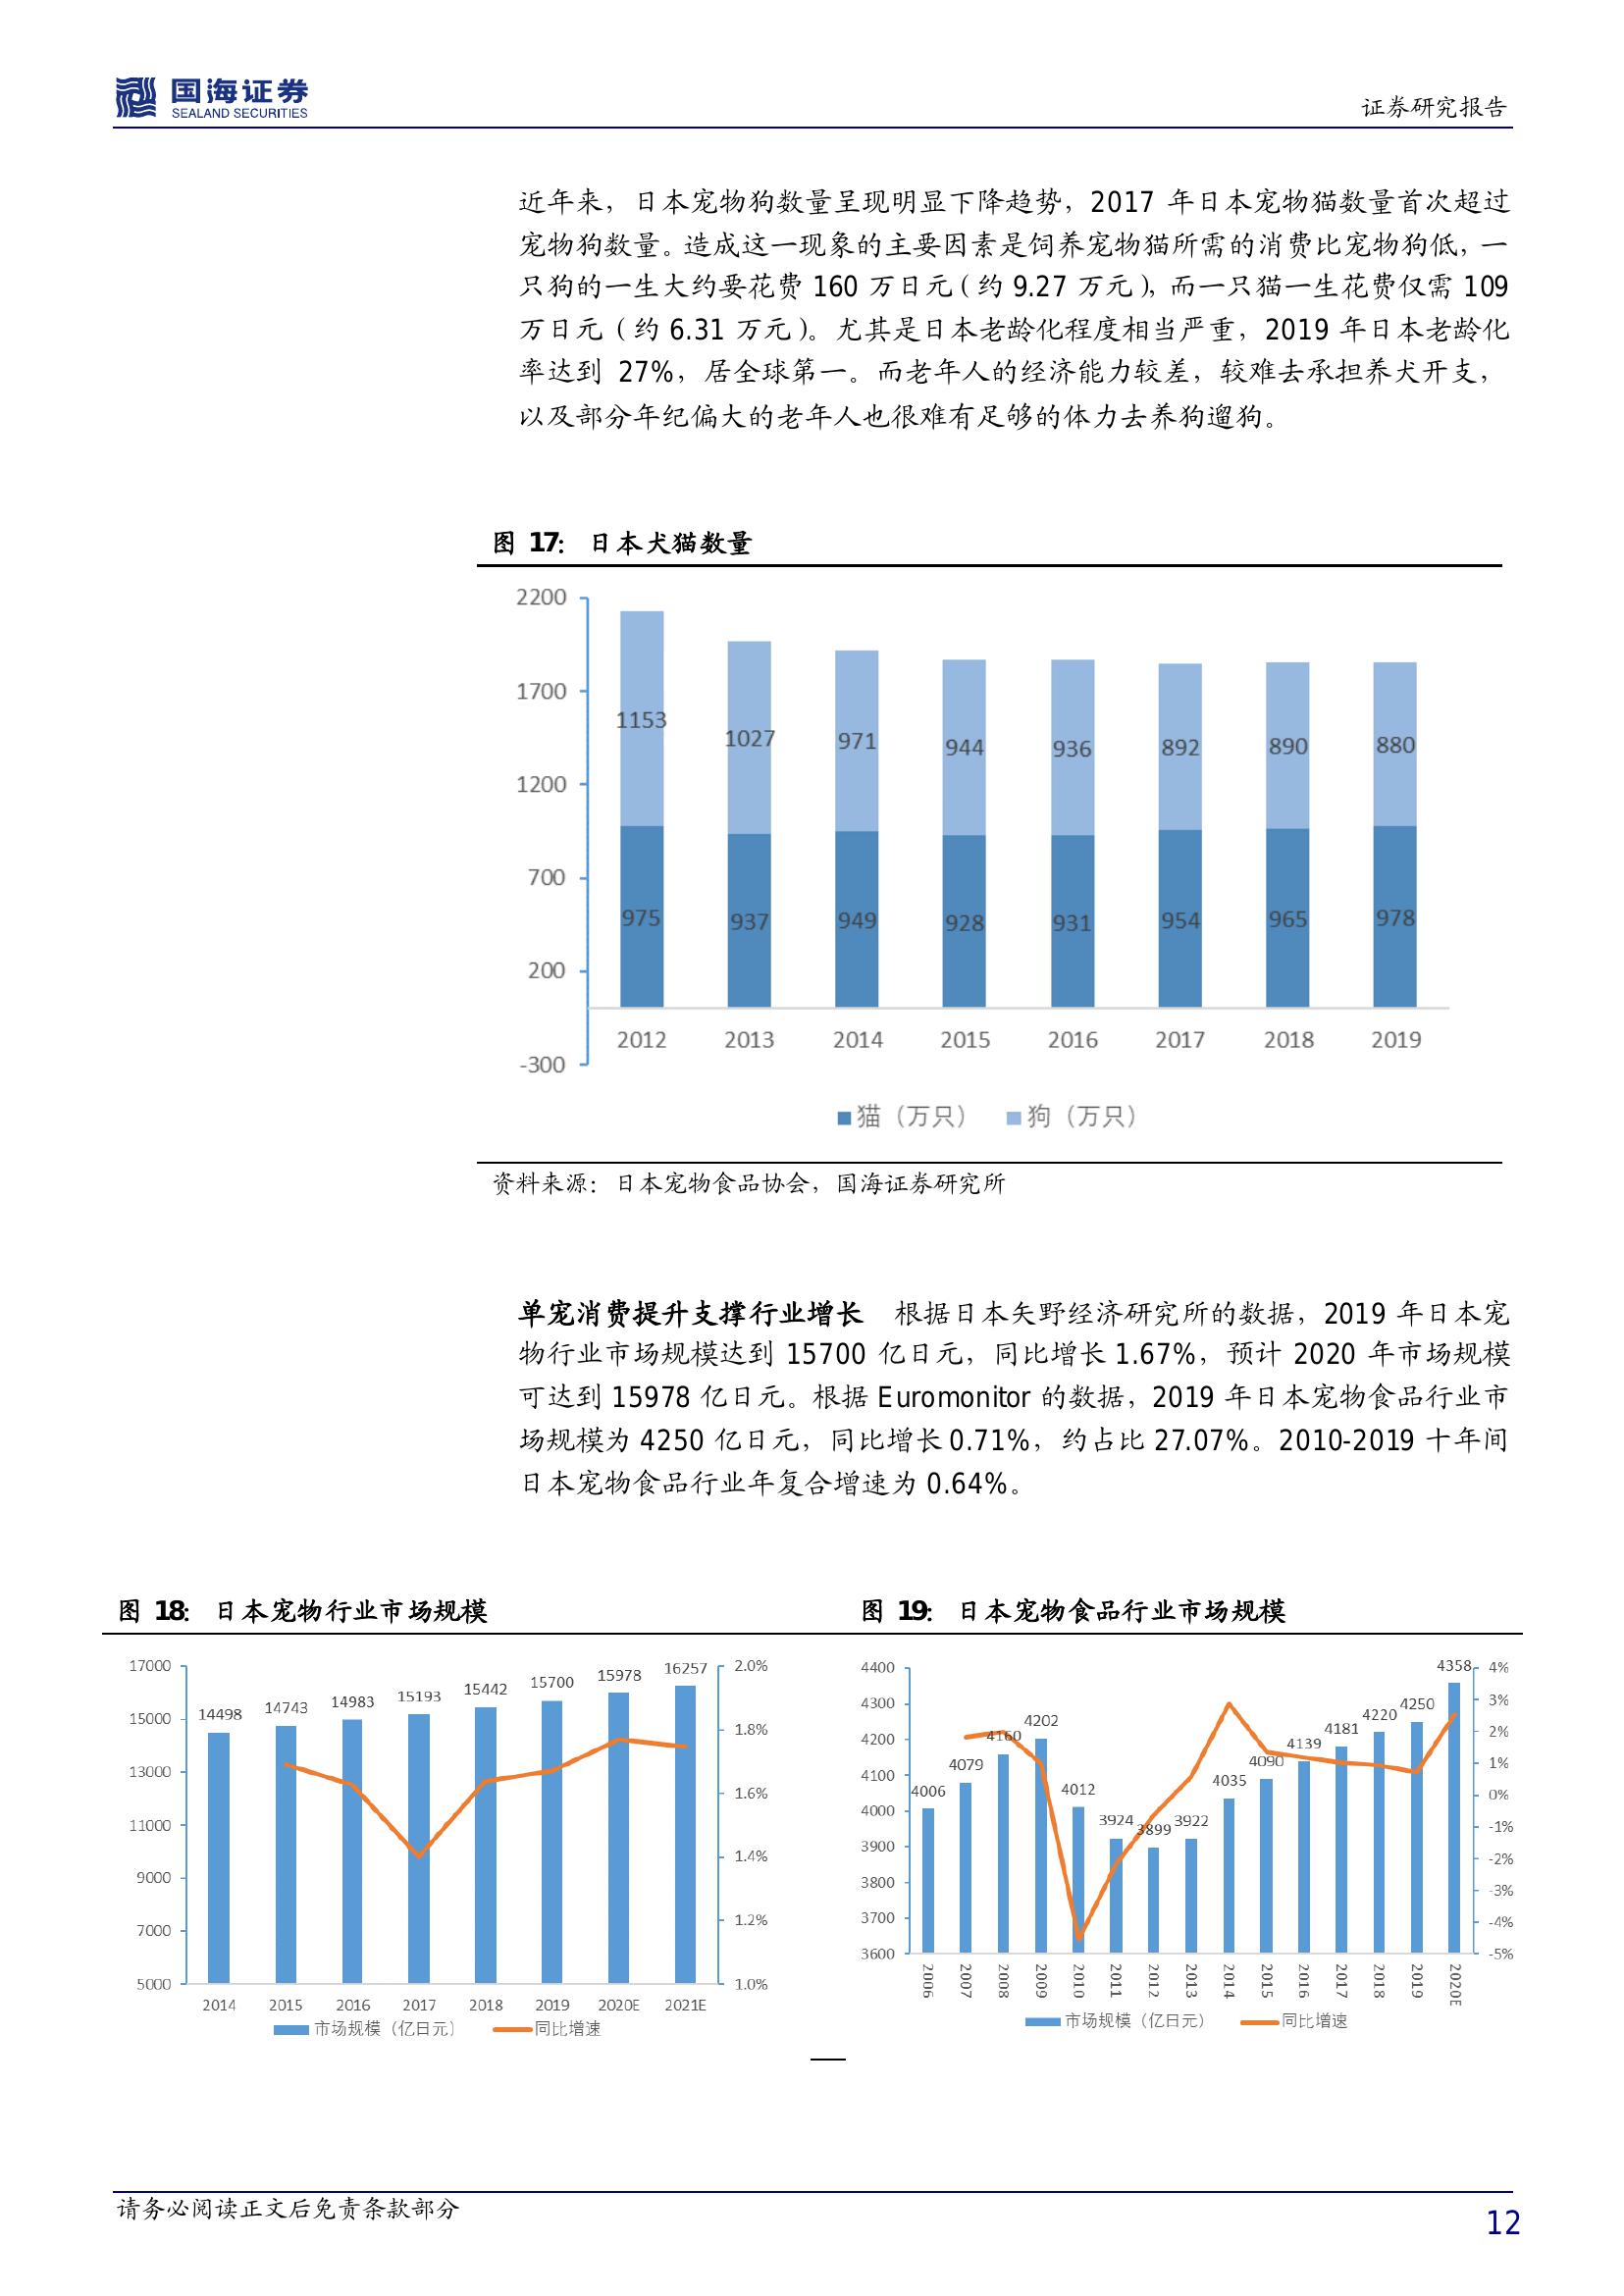 国海证券
SEALAND SECURITIES
证券研究报告
近年来，日本宠物狗数量呈现明显下降趋势，2017 年日本宠物猫数量首次超过
宠物狗数量。造成这一现象的主要因素是饲养宠物猫所需的消费比宠物狗低，一
只狗的一生大约要花费 160 万日元（约 9.27 万元），而一只猫一生花费仅需 109
万日元（约 6.31 万元）。尤其是日本老龄化程度相当严重，2019 年日本老龄化
率达到 27%，居全球第一。而老年人的经济能力较差，较难去承担养犬开支，
以及部分年纪偏大的老年人也很难有足够的体力去养狗遛狗。
图 17： 日本犬猫数量
2200
1700
1200
700
200
-300
1153 1027 971 944 936 892 890 880
975 937 949 928 931 954 965 978
2012 2013 2014 2015 2016 2017 2018 2019
猫（万只） 狗（万只）
资料来源：日本宠物食品协会，国海证券研究所
单宠消费提升支撑行业增长 根据日本矢野经济研究所的数据，2019 年日本宠
物行业市场规模达到 15700 亿日元，同比增长 1.67%，预计 2020 年市场规模
可达到 15978 亿日元。根据 Euromonitor 的数据，2019 年日本宠物食品行业市
场规模为 4250 亿日元，同比增长 0.71%，约占比 27.07%。2010-2019 十年间
日本宠物食品行业年复合增速为 0.64%。
图 18： 日本宠物行业市场规模
17000
15000
13000
11000
9000
7000
5000
14498 14743 14983 15193 15442 15700 15978 16257
2.0%
1.8%
1.6%
1.4%
1.2%
1.0%
2014 2015 2016 2017 2018 2019 2020E 2021E
市场规模（亿日元） 同比增速
图 19： 日本宠物食品行业市场规模
4400
4300
4200
4100
4000
3900
3800
3700
3600
4006 4079 4160 4202 4012 3924 3899 3922 4035 4090 4139 4181 4220 4250 4358
4%
3%
2%
1%
0%
-1%
-2%
-3%
-4%
-5%
2006 2007 2008 2009 2010 2011 2012 2013 2014 2015 2016 2017 2018 2019 2020E
市场规模（亿日元） 同比增速
请务必阅读正文后免责条款部分
12